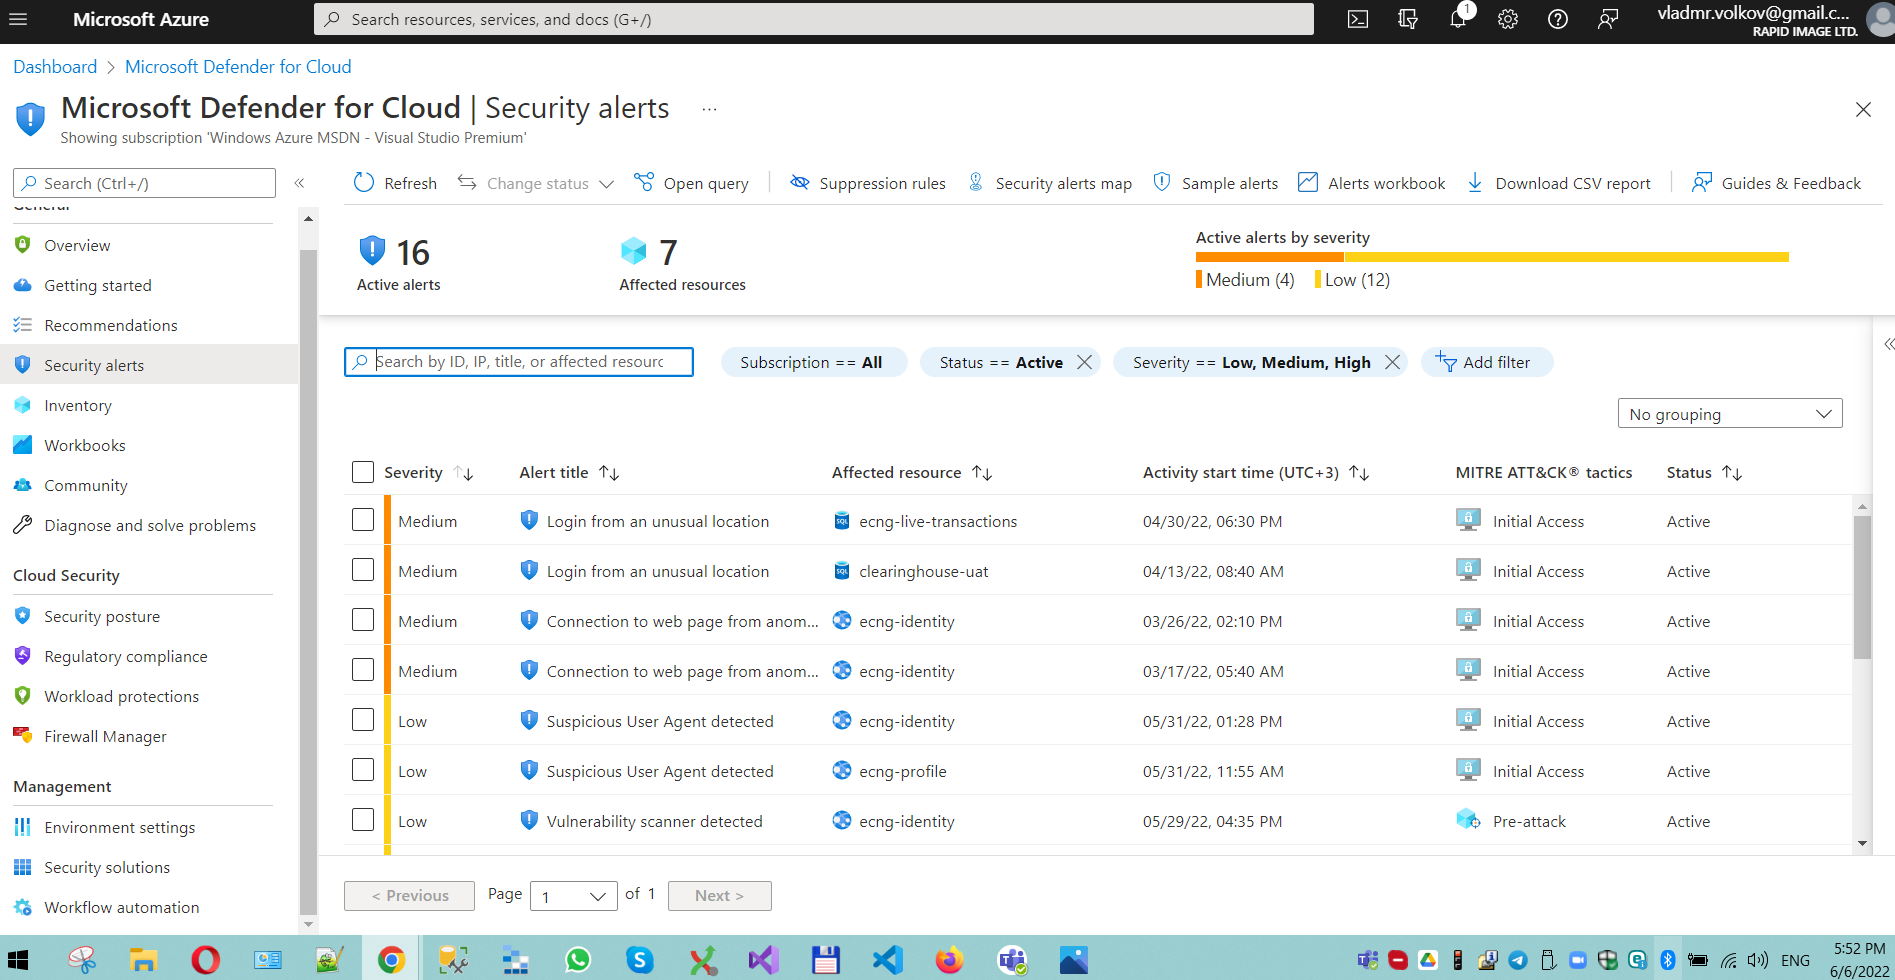 Microsoft Azure
Search resources, services, and docs (G+/)
1
vladmr.volkov@gmail.c...
RAPID IMAGE LTD.
Dashboard > Microsoft Defender for Cloud
Microsoft Defender for Cloud | Security alerts ...
Showing subscription 'Windows Azure MSDN - Visual Studio Premium'
Search (Ctrl+/)
«
Refresh Change status Open query Suppression rules Security alerts map Sample alerts Alerts workbook Download CSV report Guides & Feedback
General
Overview
Getting started
Recommendations
Security alerts
Inventory
Workbooks
Community
Diagnose and solve problems
Cloud Security
Security posture
Regulatory compliance
Workload protections
Firewall Manager
Management
Environment settings
Security solutions
Workflow automation
16
Active alerts
7
Affected resources
Active alerts by severity
Medium (4) Low (12)
Search by ID, IP, title, or affected resourc
Subscription == All Status == Active Severity == Low, Medium, High Add filter
«
No grouping
Severity Alert title Affected resource Activity start time (UTC+3) MITRE ATT&CK® tactics Status
Medium Login from an unusual location ecng-live-transactions 04/30/22, 06:30 PM Initial Access Active
Medium Login from an unusual location clearinghouse-uat 04/13/22, 08:40 AM Initial Access Active
Medium Connection to web page from anom... ecng-identity 03/26/22, 02:10 PM Initial Access Active
Medium Connection to web page from anom... ecng-identity 03/17/22, 05:40 AM Initial Access Active
Low Suspicious User Agent detected ecng-identity 05/31/22, 01:28 PM Initial Access Active
Low Suspicious User Agent detected ecng-profile 05/31/22, 11:55 AM Initial Access Active
Low Vulnerability scanner detected ecng-identity 05/29/22, 04:35 PM Pre-attack Active
< Previous Page 1 of 1 Next >
ENG
5:52 PM
6/6/2022